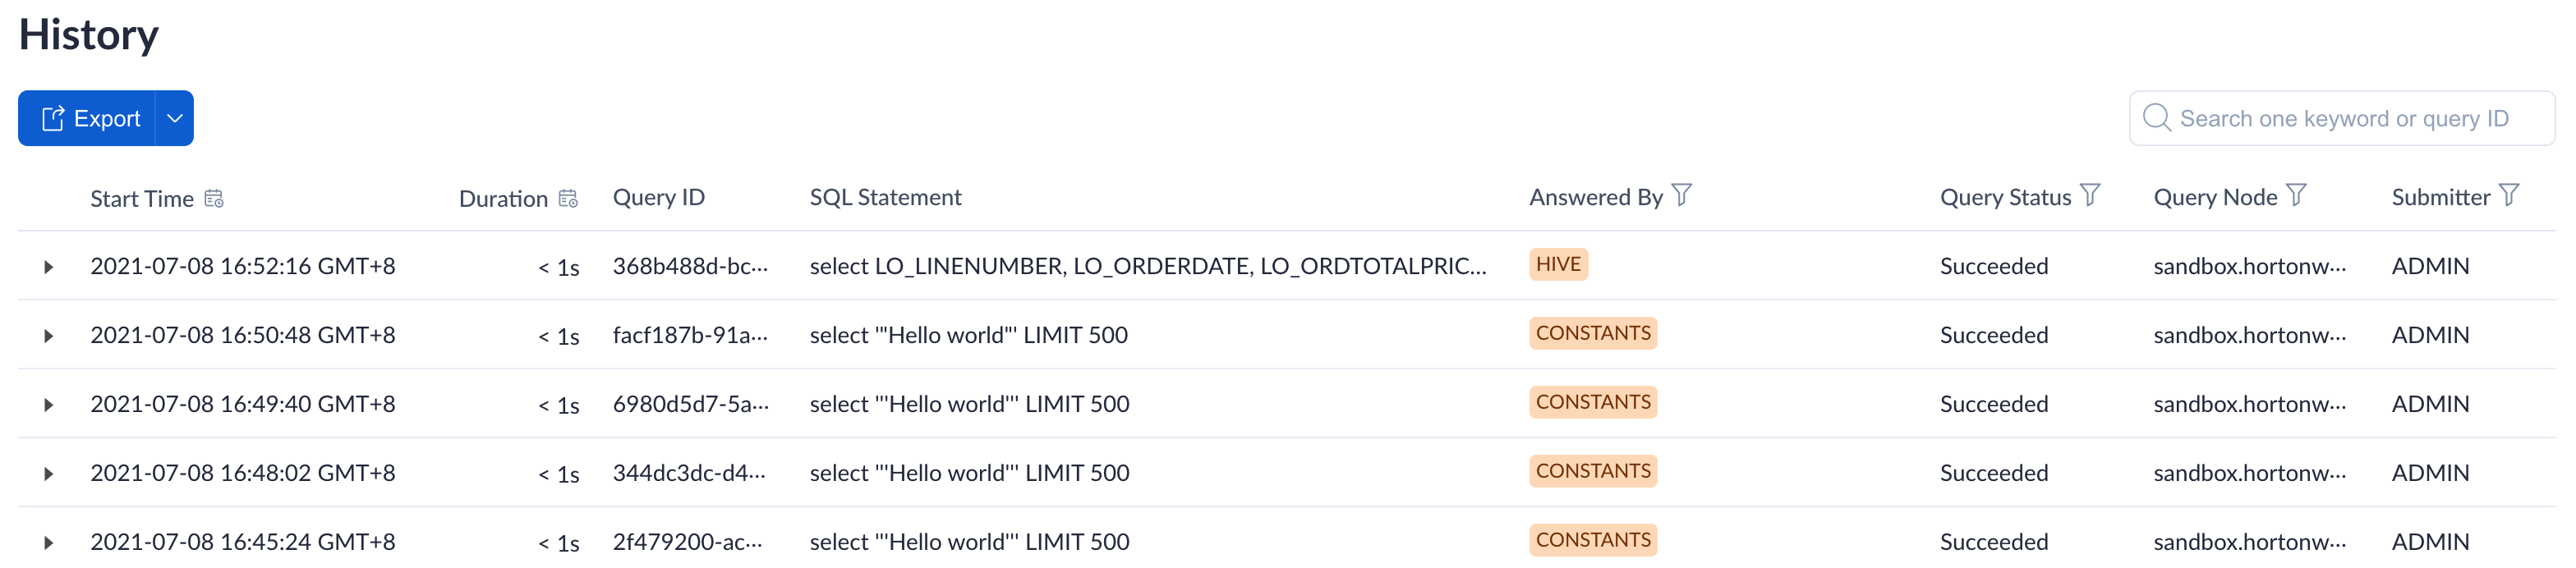 History
Export
Search one keyword or query ID
Start Time Duration Query ID SQL Statement Answered By Query Status Query Node Submitter
2021-07-08 16:52:16 GMT+8 < 1s 368b488d-bc··· select LO_LINENUMBER, LO_ORDERDATE, LO_ORDTOTALPRIC... HIVE Succeeded sandbox.hortonw··· ADMIN
2021-07-08 16:50:48 GMT+8 < 1s facf187b-91a··· select '"Hello world"' LIMIT 500 CONSTANTS Succeeded sandbox.hortonw··· ADMIN
2021-07-08 16:49:40 GMT+8 < 1s 6980d5d7-5a··· select '''Hello world''' LIMIT 500 CONSTANTS Succeeded sandbox.hortonw··· ADMIN
2021-07-08 16:48:02 GMT+8 < 1s 344dc3dc-d4··· select '''Hello world''' LIMIT 500 CONSTANTS Succeeded sandbox.hortonw··· ADMIN
2021-07-08 16:45:24 GMT+8 < 1s 2f479200-ac··· select '''Hello world''' LIMIT 500 CONSTANTS Succeeded sandbox.hortonw··· ADMIN